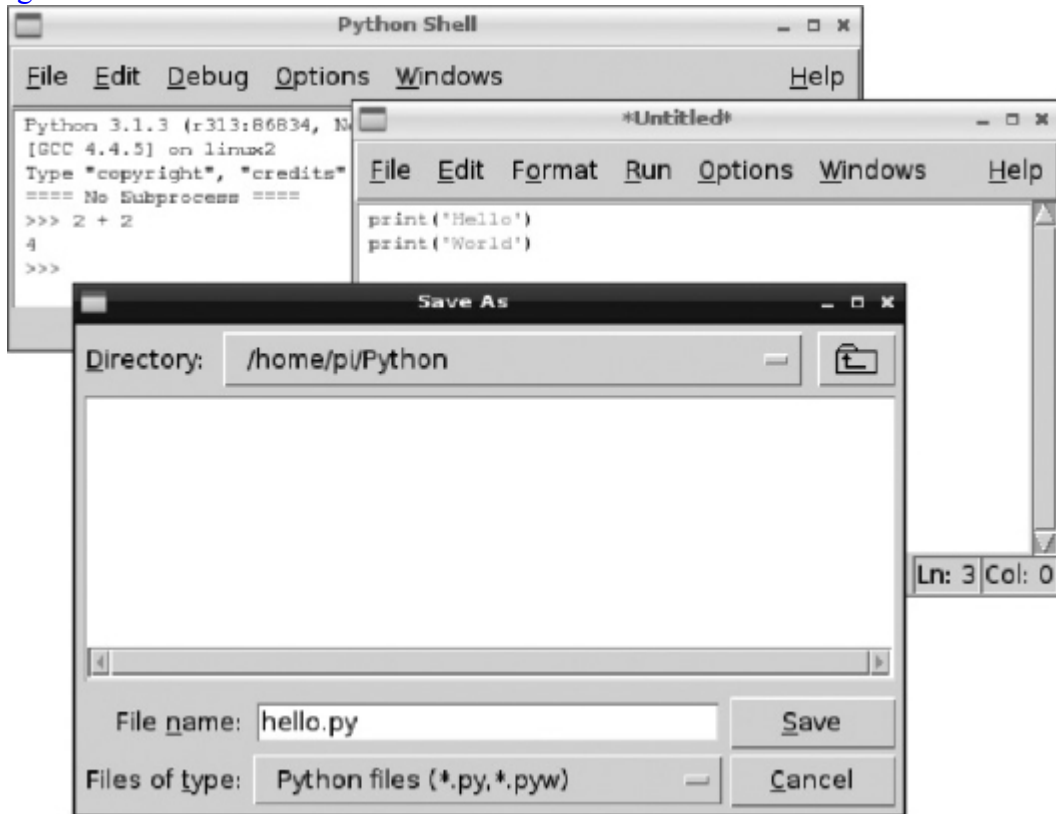 Python Shell
File Edit Debug Options Windows Help
Python 3.1.3 (r313:86834, N
[GCC 4.4.5] on linux2
Type "copyright", "credits"
==== No Subprocess ====
>>> 2 + 2
4
>>>
*Untitled*
File Edit Format Run Options Windows Help
print('Hello')
print('World')
Ln: 3 Col: 0
Save As
Directory: /home/pi/Python
File name: hello.py
Save
Files of type: Python files (*.py,*.pyw)
Cancel